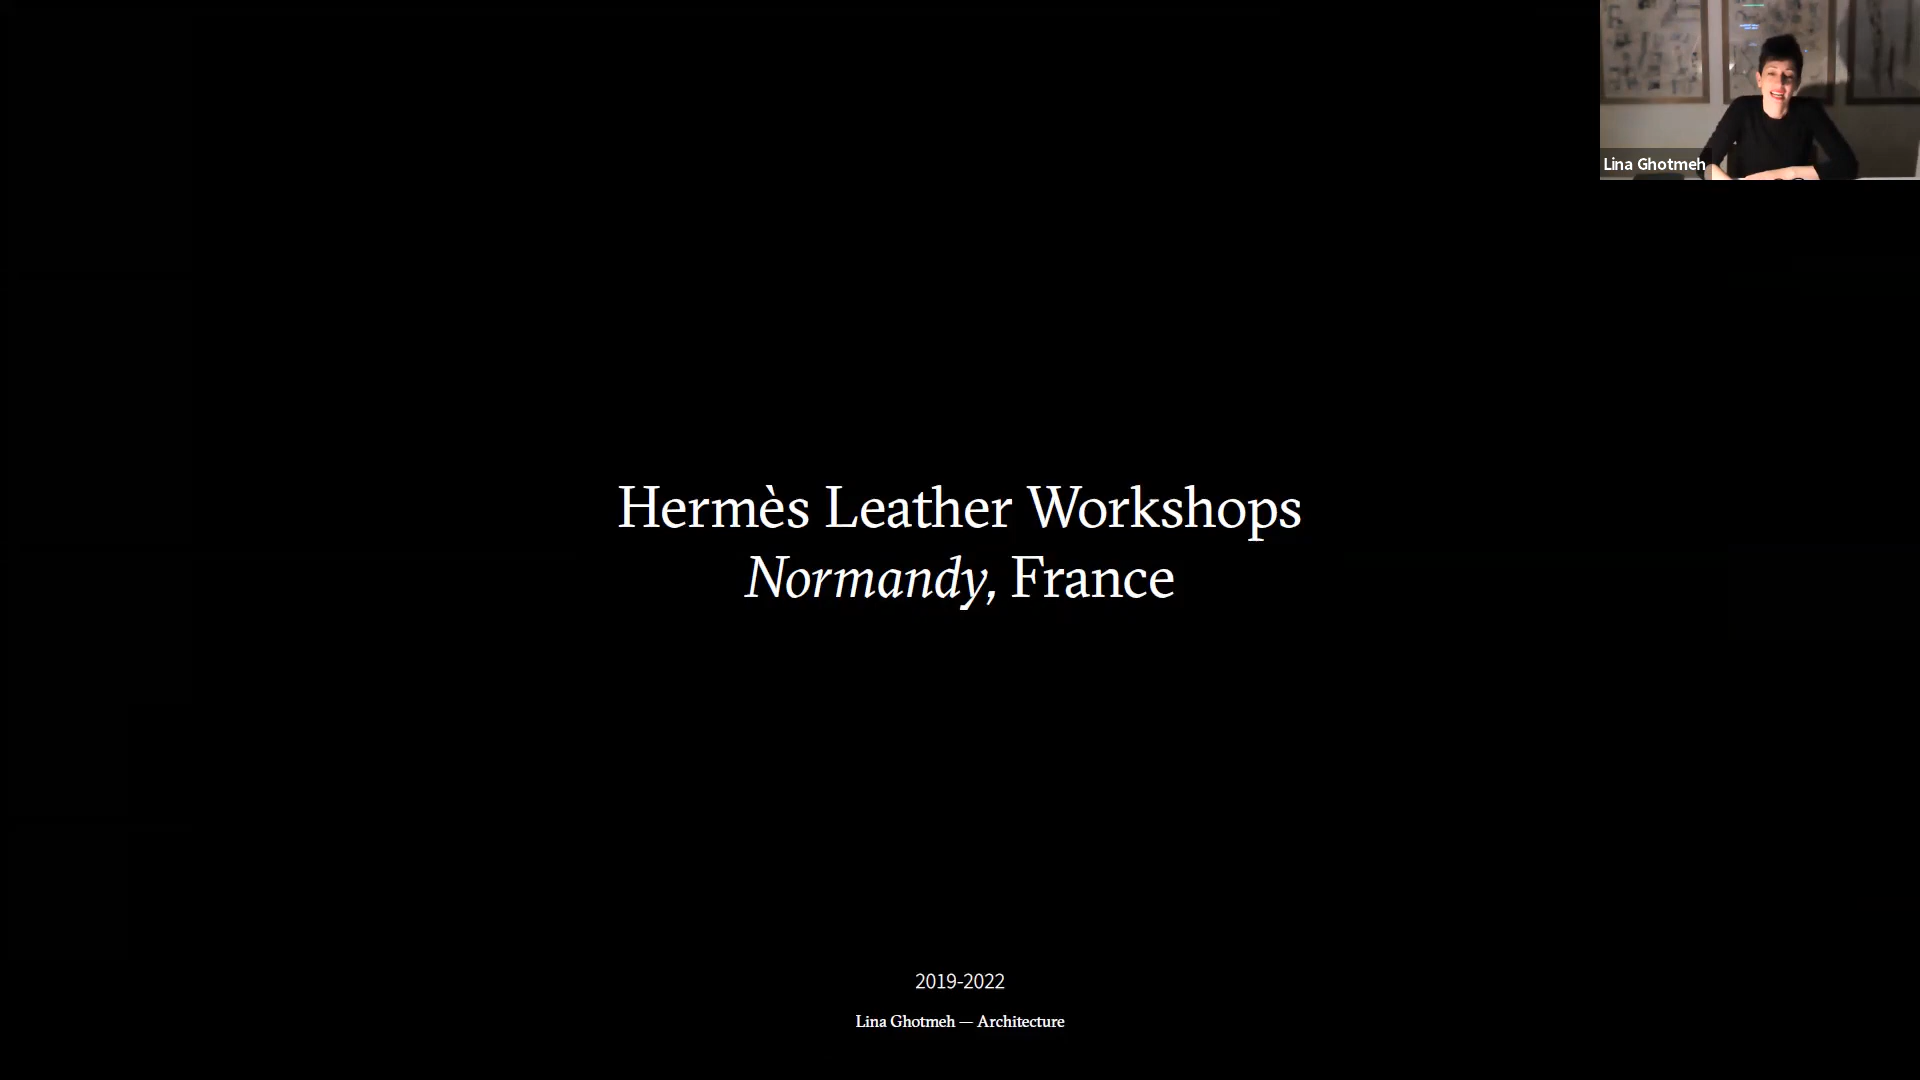 Lina Ghotmeh
Hermès Leather Workshops
Normandy, France
2019-2022
Lina Ghotmeh — Architecture